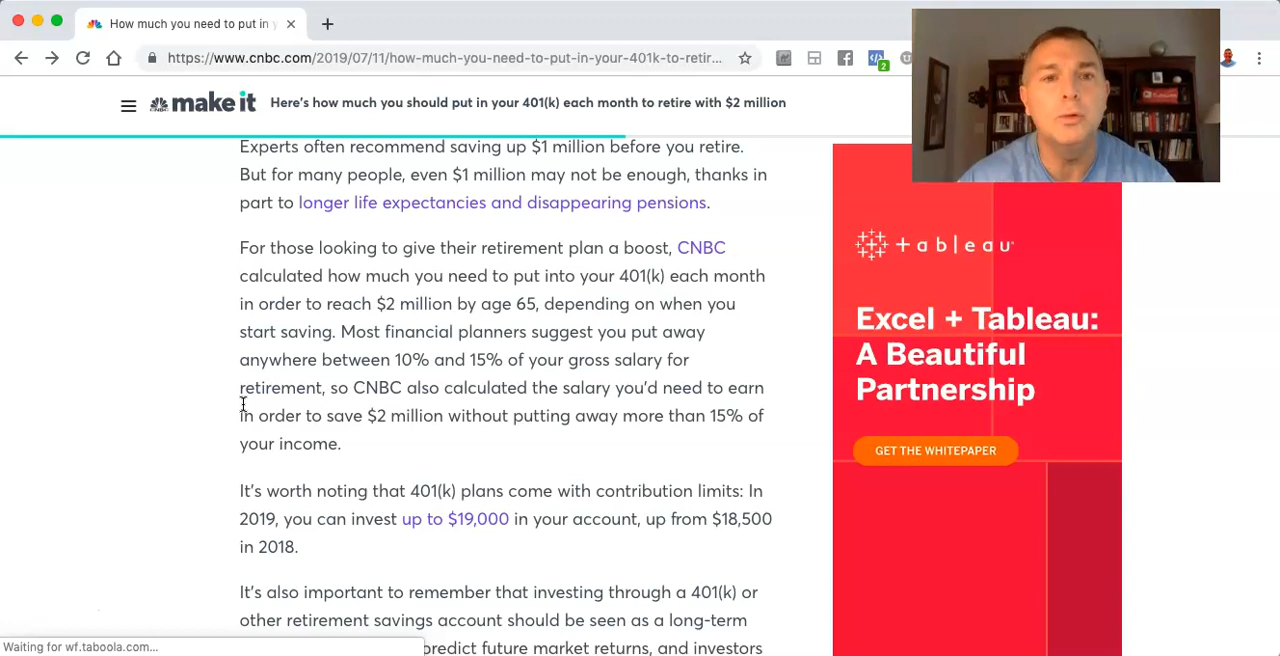 How much you need to put in y
https://www.cnbc.com/2019/07/11/how-much-you-need-to-put-in-your-401k-to-retir...
2
make it
Here's how much you should put in your 401(k) each month to retire with $2 million
Experts often recommend saving up $1 million before you retire.
But for many people, even $1 million may not be enough, thanks in
part to longer life expectancies and disappearing pensions.
For those looking to give their retirement plan a boost, CNBC
calculated how much you need to put into your 401(k) each month
in order to reach $2 million by age 65, depending on when you
start saving. Most financial planners suggest you put away
anywhere between 10% and 15% of your gross salary for
retirement, so CNBC also calculated the salary you'd need to earn
in order to save $2 million without putting away more than 15% of
your income.
It's worth noting that 401(k) plans come with contribution limits: In
2019, you can invest up to $19,000 in your account, up from $18,500
in 2018.
It's also important to remember that investing through a 401(k) or
other retirement savings account should be seen as a long-term
predict future market returns, and investors
Waiting for wf.taboola.com...
+ableau
Excel + Tableau:
A Beautiful
Partnership
GET THE WHITEPAPER